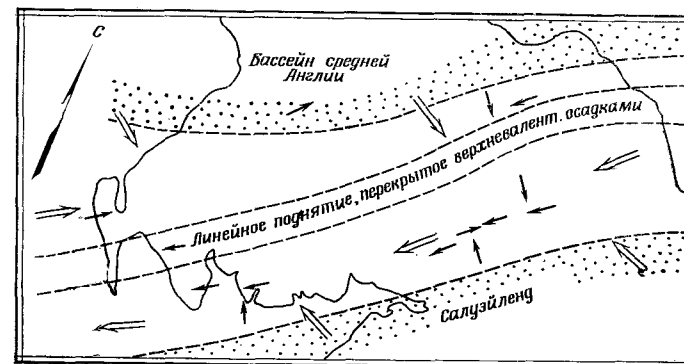 С
Бассейн средней
Англии
Линейное поднятие, перекрытое верхневалент. осадками
Салуэйленд